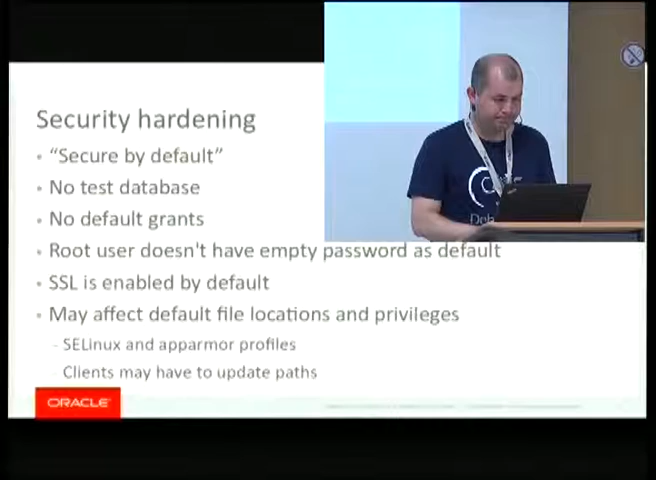 Security hardening
• "Secure by default"
• No test database
• No default grants
• Root user doesn't have empty password as default
• SSL is enabled by default
• May affect default file locations and privileges
- SELinux and apparmor profiles
- Clients may have to update paths
ORACLE